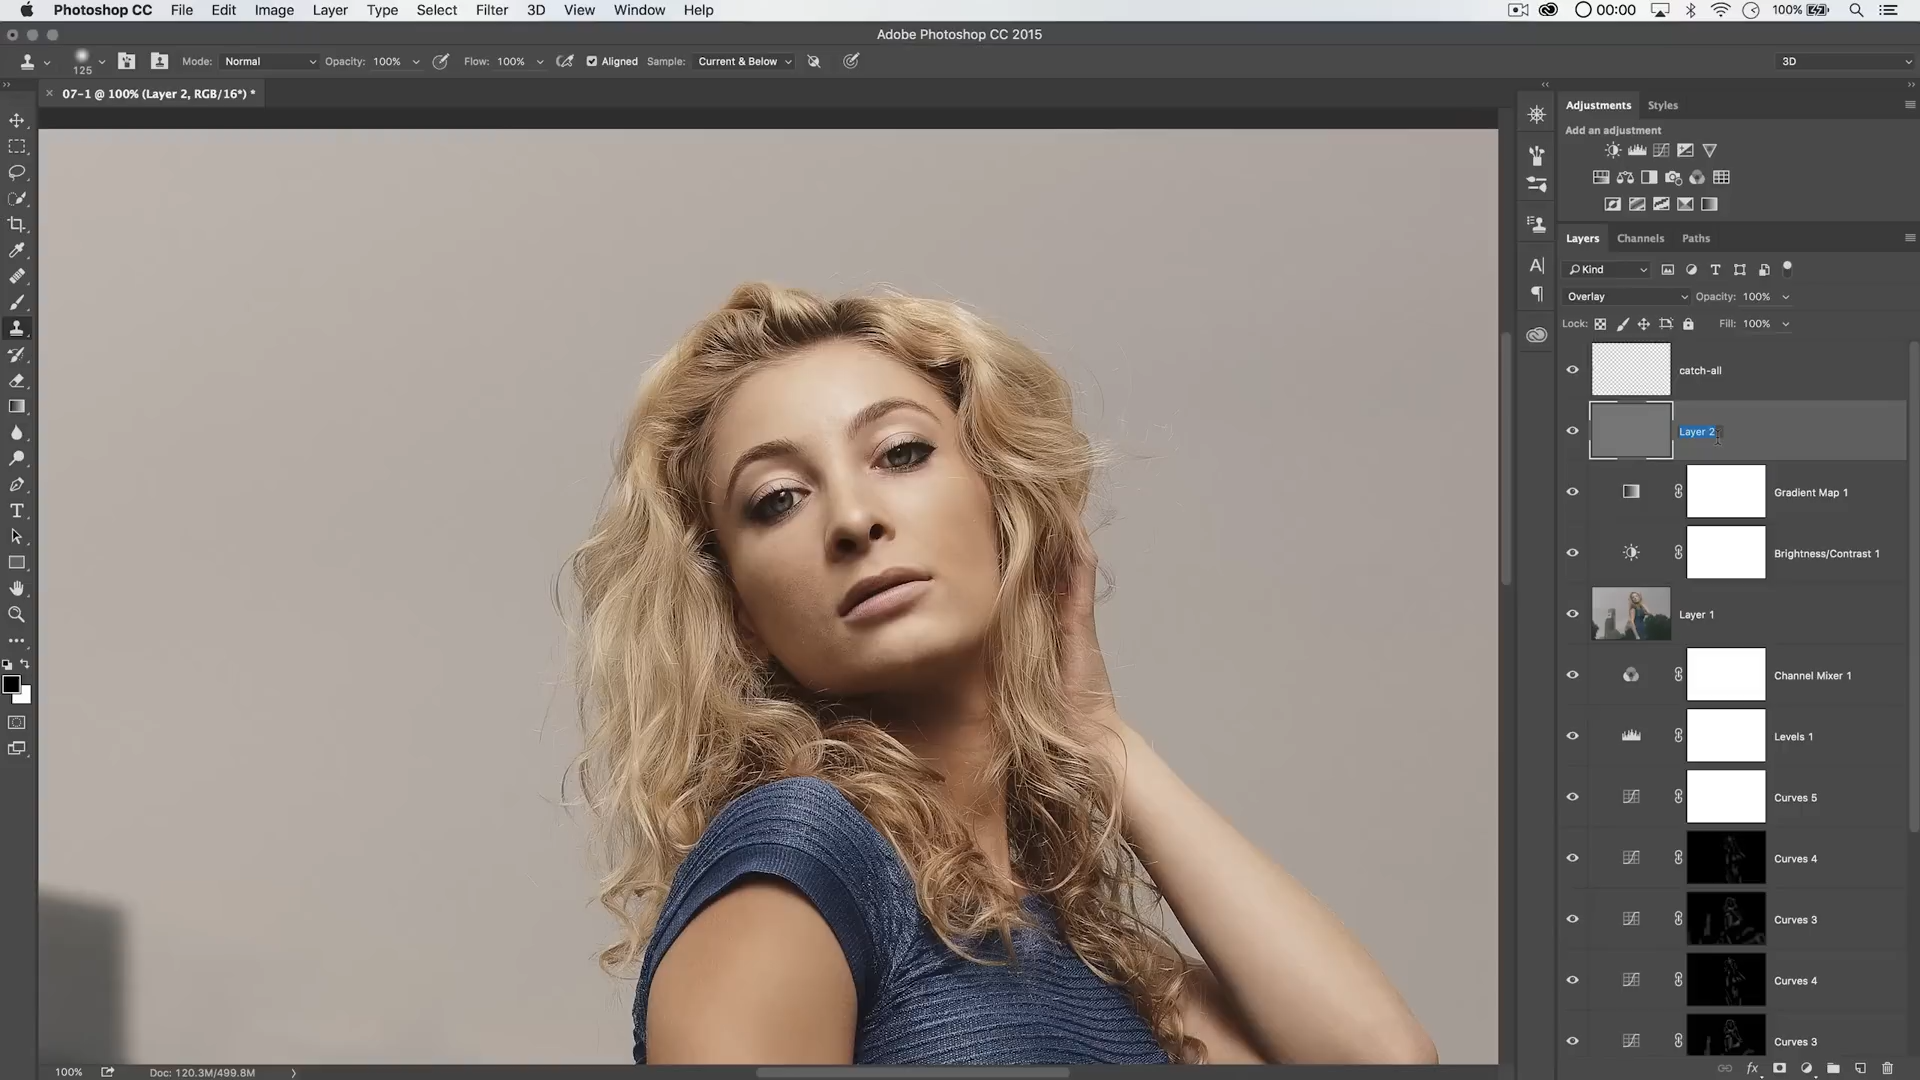 Photoshop CC File Edit Image Layer Type Select Filter 3D View Window Help 00:00 100%
Adobe Photoshop CC 2015
125 Mode: Normal Opacity: 100% Flow: 100% Aligned Sample: Current & Below 3D
07-1 @ 100% (Layer 2, RGB/16*) *
Adjustments Styles
Add an adjustment
Layers Channels Paths
Kind
Overlay Opacity: 100%
Lock: Fill: 100%
catch-all
Layer 2
Gradient Map 1
Brightness/Contrast 1
Layer 1
Channel Mixer 1
Levels 1
Curves 5
Curves 4
Curves 3
Curves 4
Curves 3
100% Doc: 120.3M/499.8M